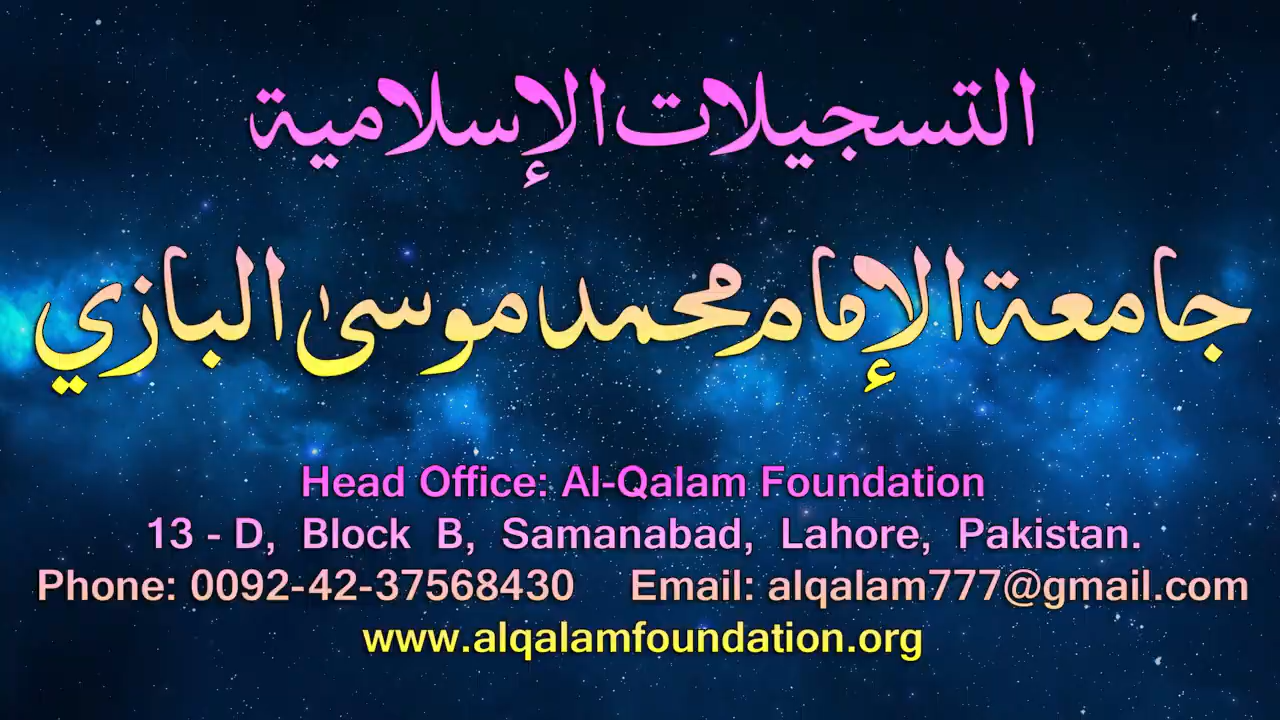 التسجيلات الإسلامية
جامعة الإمام محمد موسىٰ البازي
Head Office: Al-Qalam Foundation
13 - D, Block B, Samanabad, Lahore, Pakistan.
Phone: 0092-42-37568430 Email: alqalam777@gmail.com
www.alqalamfoundation.org